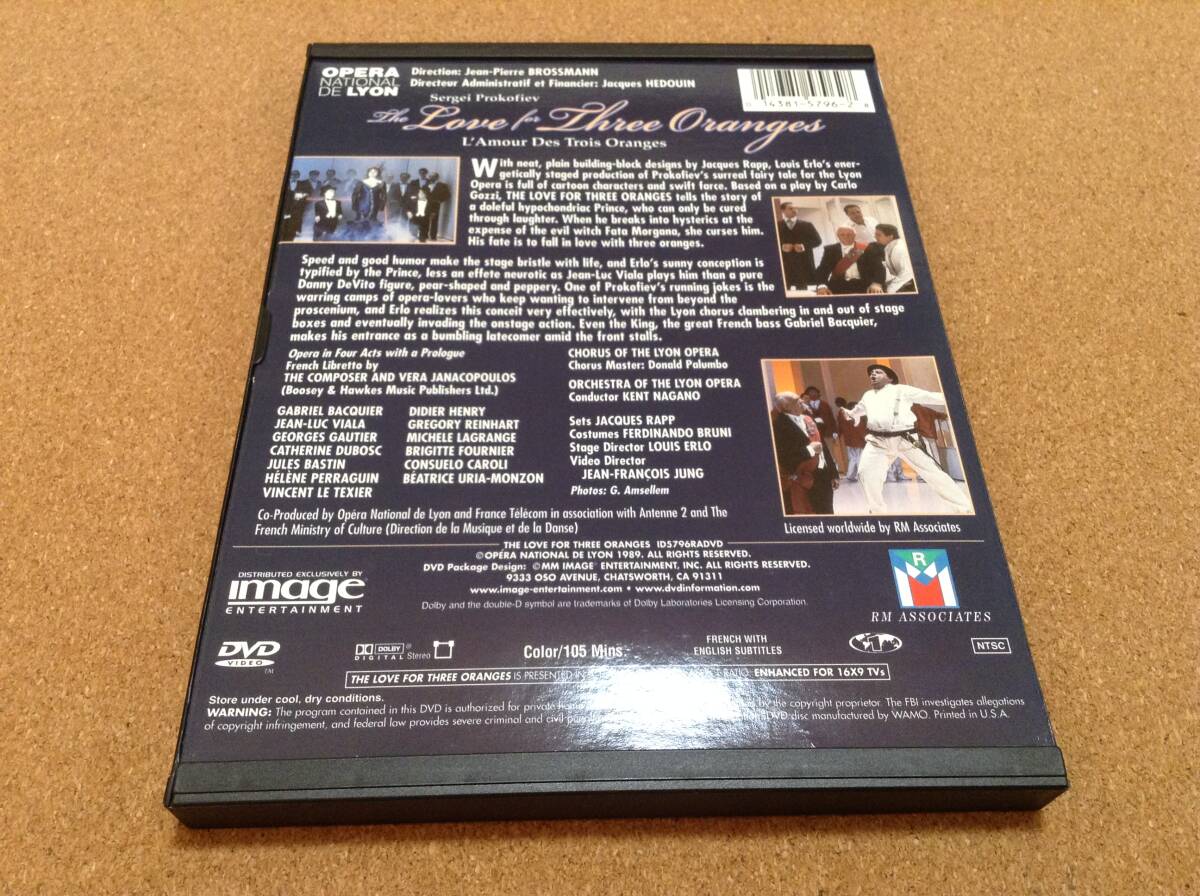 OPERA
NATIONAL
DE LYON
Direction: Jean-Pierre BROSSMANN
Directeur Administratif et Financier: Jacques HEDOUIN
0 14381-5796-2 8
Sergei Prokofiev
The Love for Three Oranges
L'Amour Des Trois Oranges
With neat, plain building-block designs by Jacques Rapp, Louis Erlo's ener-
getically staged production of Prokofiev's surreal fairy tale for the Lyon
Opera is full of cartoon characters and swift farce. Based on a play by Carlo
Gozzi, THE LOVE FOR THREE ORANGES tells the story of
a doleful hypochondriac Prince, who can only be cured
through laughter. When he breaks into hysterics at the
expense of the evil witch Fata Morgana, she curses him.
His fate is to fall in love with three oranges.
Speed and good humor make the stage bristle with life, and Erlo's sunny conception is
typified by the Prince, less an effete neurotic as Jean-Luc Viala plays him than a pure
Danny DeVito figure, pear-shaped and peppery. One of Prokofiev's running jokes is the
warring camps of opera-lovers who keep wanting to intervene from beyond the
proscenium, and Erlo realizes this conceit very effectively, with the Lyon chorus clambering in and out of stage
boxes and eventually invading the onstage action. Even the King, the great French bass Gabriel Bacquier,
makes his entrance as a bumbling latecomer amid the front stalls.
Opera in Four Acts with a Prologue
French Libretto by
THE COMPOSER AND VERA JANACOPOULOS
(Boosey & Hawkes Music Publishers Ltd.)
GABRIEL BACQUIER
JEAN-LUC VIALA
GEORGES GAUTIER
CATHERINE DUBOSC
JULES BASTIN
HÉLÈNE PERRAGUIN
VINCENT LE TEXIER
DIDIER HENRY
GREGORY REINHART
MICHELE LAGRANGE
BRIGITTE FOURNIER
CONSUELO CAROLI
BÉATRICE URIA-MONZON
CHORUS OF THE LYON OPERA
Chorus Master: Donald Palumbo
ORCHESTRA OF THE LYON OPERA
Conductor KENT NAGANO
Sets JACQUES RAPP
Costumes FERDINANDO BRUNI
Stage Director LOUIS ERLO
Video Director
JEAN-FRANÇOIS JUNG
Photos: G. Amsellem
Co-Produced by Opéra National de Lyon and France Télécom in association with Antenne 2 and The
French Ministry of Culture (Direction de la Musique et de la Danse)
Licensed worldwide by RM Associates
THE LOVE FOR THREE ORANGES ID5796RADVD
©OPÉRA NATIONAL DE LYON 1989. ALL RIGHTS RESERVED.
DVD Package Design: ©MM IMAGE® ENTERTAINMENT, INC. ALL RIGHTS RESERVED.
9333 OSO AVENUE, CHATSWORTH, CA 91311
www.image-entertainment.com • www.dvdinformation.com
Dolby and the double-D symbol are trademarks of Dolby Laboratories Licensing Corporation.
DISTRIBUTED EXCLUSIVELY BY
image
ENTERTAINMENT
R
M
RM ASSOCIATES
DVD
VIDEO
TM
DOLBY
DIGITAL Stereo
Color/105 Mins.
FRENCH WITH
ENGLISH SUBTITLES
NTSC
THE LOVE FOR THREE ORANGES IS PRESENTED IN RATIO. ENHANCED FOR 16X9 TVs
Store under cool, dry conditions.
WARNING: The program contained in this DVD is authorized for private by the copyright proprietor. The FBI investigates allegations
of copyright infringement, and federal law provides severe criminal and civil disc manufactured by WAMO. Printed in U.S.A.